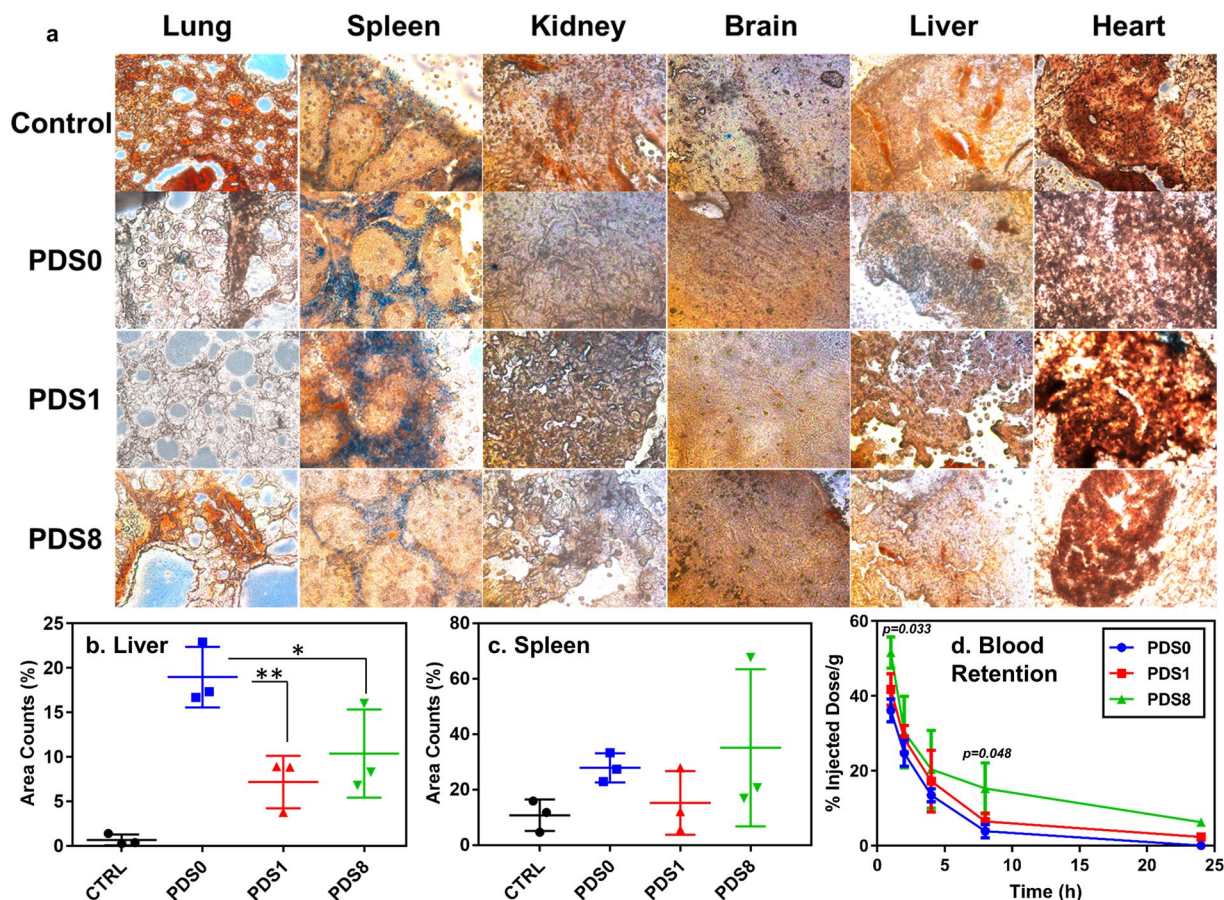 a
Lung Spleen Kidney Brain Liver Heart
Control
PDS0
PDS1
PDS8
b. Liver
Area Counts (%)
25
20
15
10
5
0
*
**
CTRL PDS0 PDS1 PDS8
c. Spleen
Area Counts (%)
80
60
40
20
0
CTRL PDS0 PDS1 PDS8
d. Blood
Retention
% Injected Dose/g
60
40
20
0
p=0.033
p=0.048
PDS0
PDS1
PDS8
0 5 10 15 20 25
Time (h)